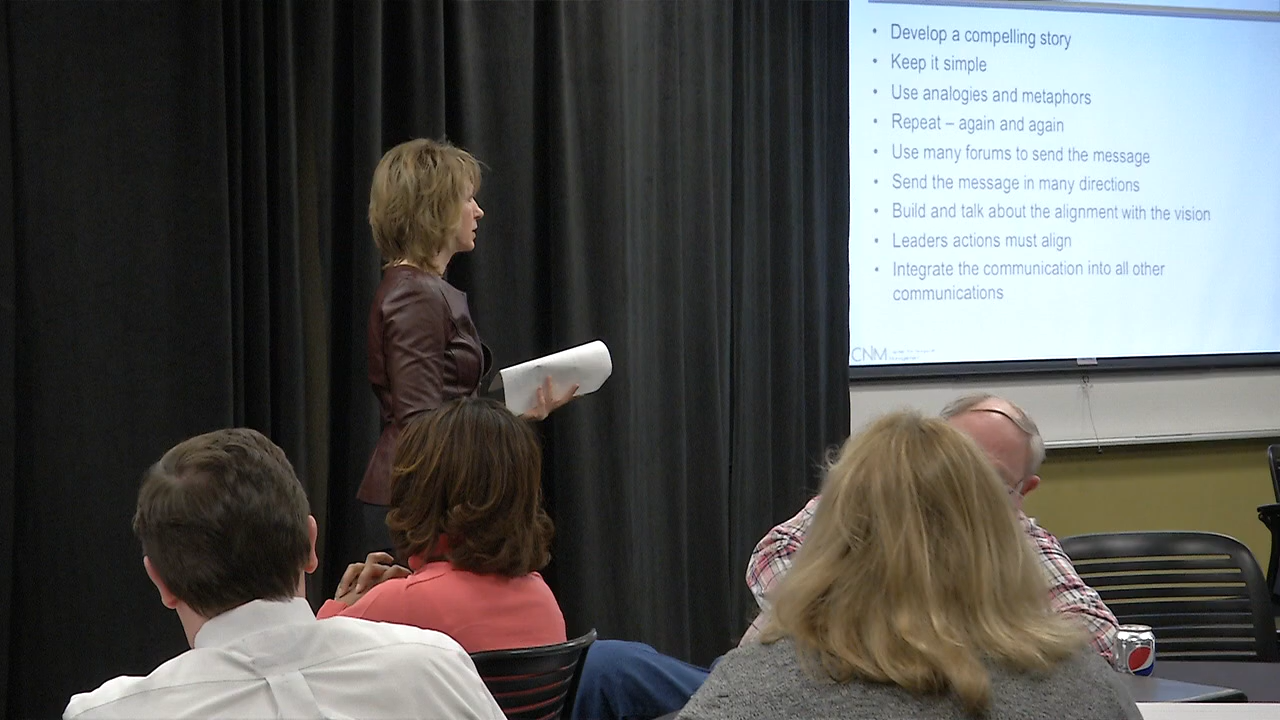 • Develop a compelling story
• Keep it simple
• Use analogies and metaphors
• Repeat – again and again
• Use many forums to send the message
• Send the message in many directions
• Build and talk about the alignment with the vision
• Leaders actions must align
• Integrate the communication into all other
communications
CNM